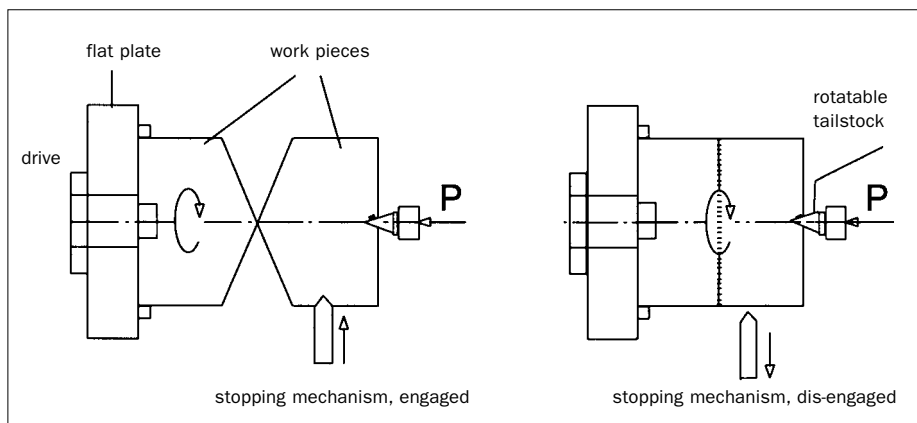 flat plate
work pieces
drive
P
stopping mechanism, engaged
rotatable
tailstock
P
stopping mechanism, dis-engaged